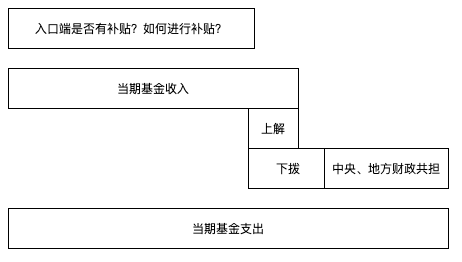 入口端是否有补贴？如何进行补贴？
当期基金收入
上解
下拨
中央、地方财政共担
当期基金支出